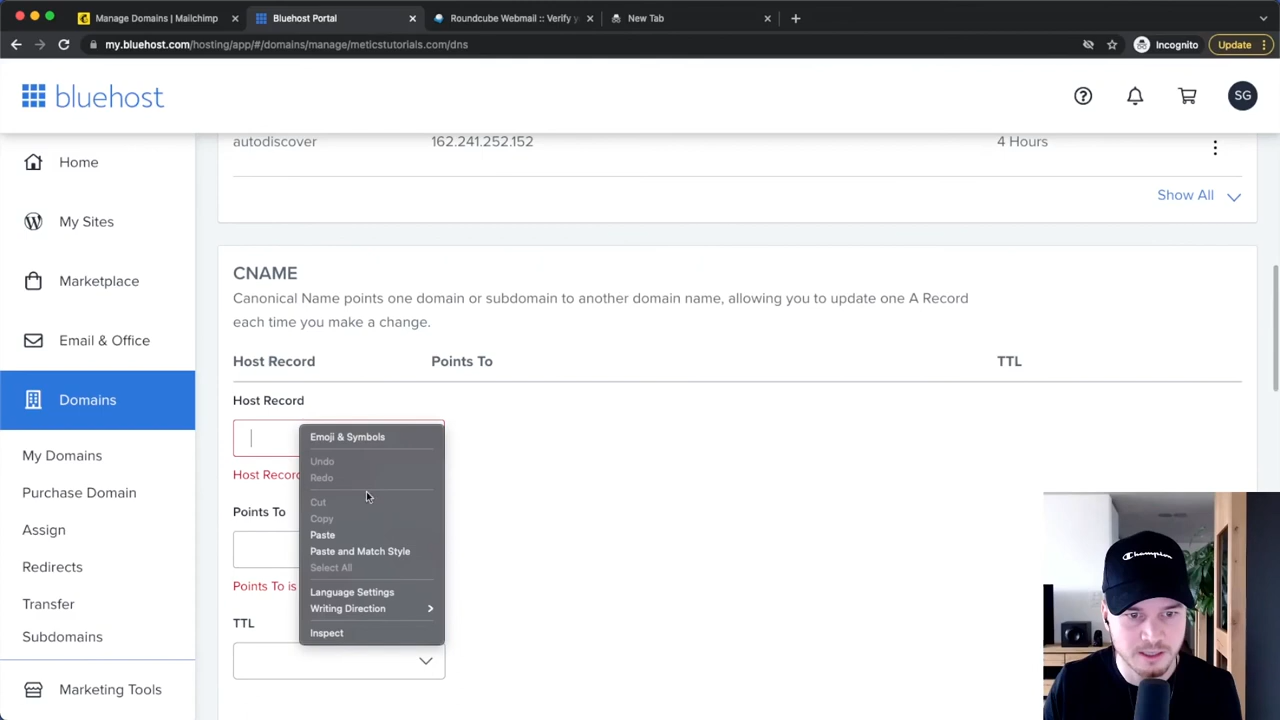 Manage Domains | Mailchimp
Bluehost Portal
Roundcube Webmail :: Verify y
New Tab
my.bluehost.com/hosting/app/#/domains/manage/meticstutorials.com/dns
Incognito
Update
bluehost
SG
Home
My Sites
Marketplace
Email & Office
Domains
My Domains
Purchase Domain
Assign
Redirects
Transfer
Subdomains
Marketing Tools
autodiscover 162.241.252.152 4 Hours
Show All
CNAME
Canonical Name points one domain or subdomain to another domain name, allowing you to update one A Record
each time you make a change.
Host Record Points To TTL
Host Record
Host Record
Points To
Points To is
TTL
Emoji & Symbols
Undo
Redo
Cut
Copy
Paste
Paste and Match Style
Select All
Language Settings
Writing Direction
Inspect
Champion